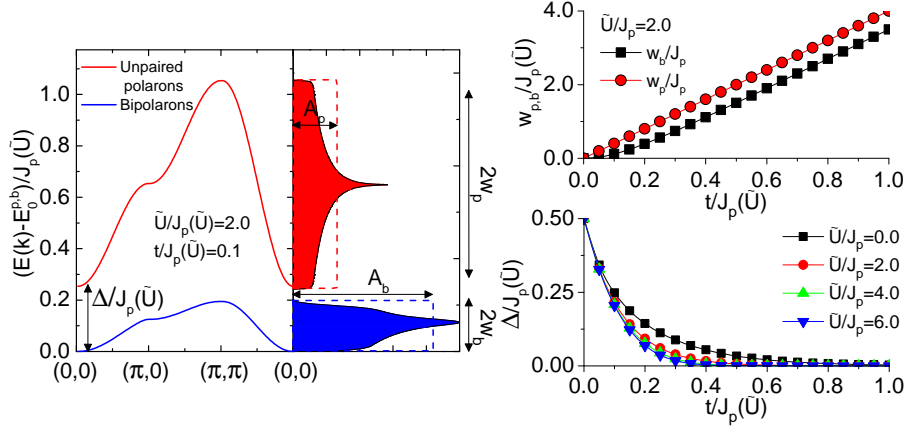 (E(k)-E₀^{p,b})/J_p(Ũ)
1.0
0.8
0.6
0.4
0.2
0.0
Unpaired
polarons
Bipolarons
Ũ/J_p(Ũ)=2.0
t/J_p(Ũ)=0.1
Δ/J_p(Ũ)
(0,0)
(π,0)
(π,π)
(0,0)
A_p
A_b
2w_p
2w_b
w_{p,b}/J_p(Ũ)
4.0
2.0
0.0
Ũ/J_p=2.0
w_b/J_p
w_p/J_p
0.0 0.2 0.4 0.6 0.8 1.0
t/J_p(Ũ)
Δ/J_p(Ũ)
0.50
0.25
0.00
Ũ/J_p=0.0
Ũ/J_p=2.0
Ũ/J_p=4.0
Ũ/J_p=6.0
0.0 0.2 0.4 0.6 0.8 1.0
t/J_p(Ũ)